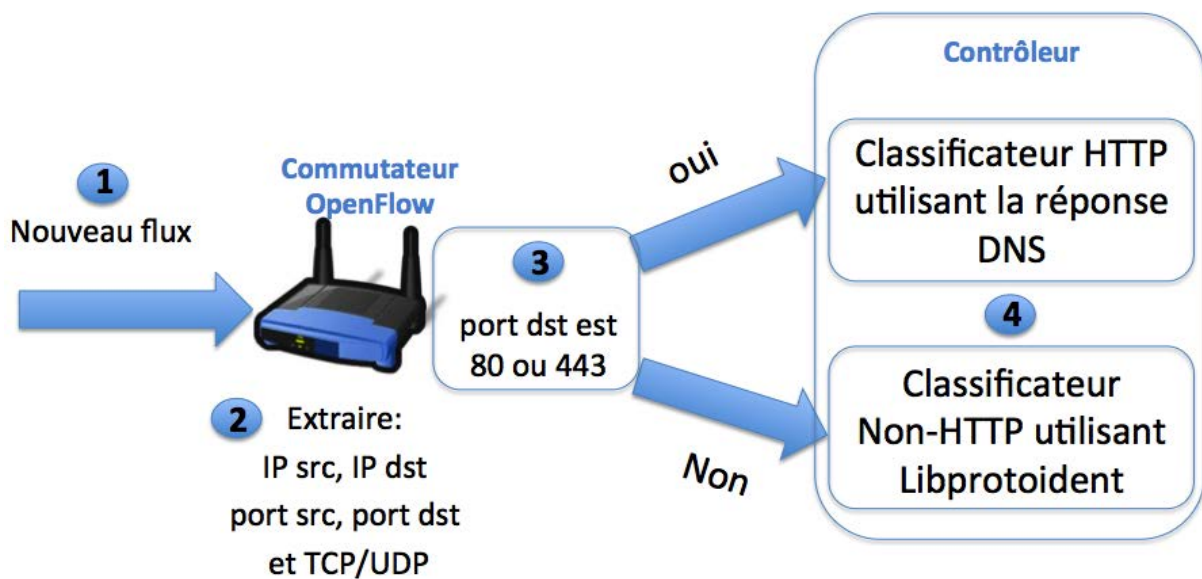 1
Nouveau flux
Commutateur
OpenFlow
2
Extraire:
IP src, IP dst
port src, port dst
et TCP/UDP
3
port dst est
80 ou 443
oui
Non
Contrôleur
Classificateur HTTP
utilisant la réponse
DNS
4
Classificateur
Non-HTTP utilisant
Libprotoident